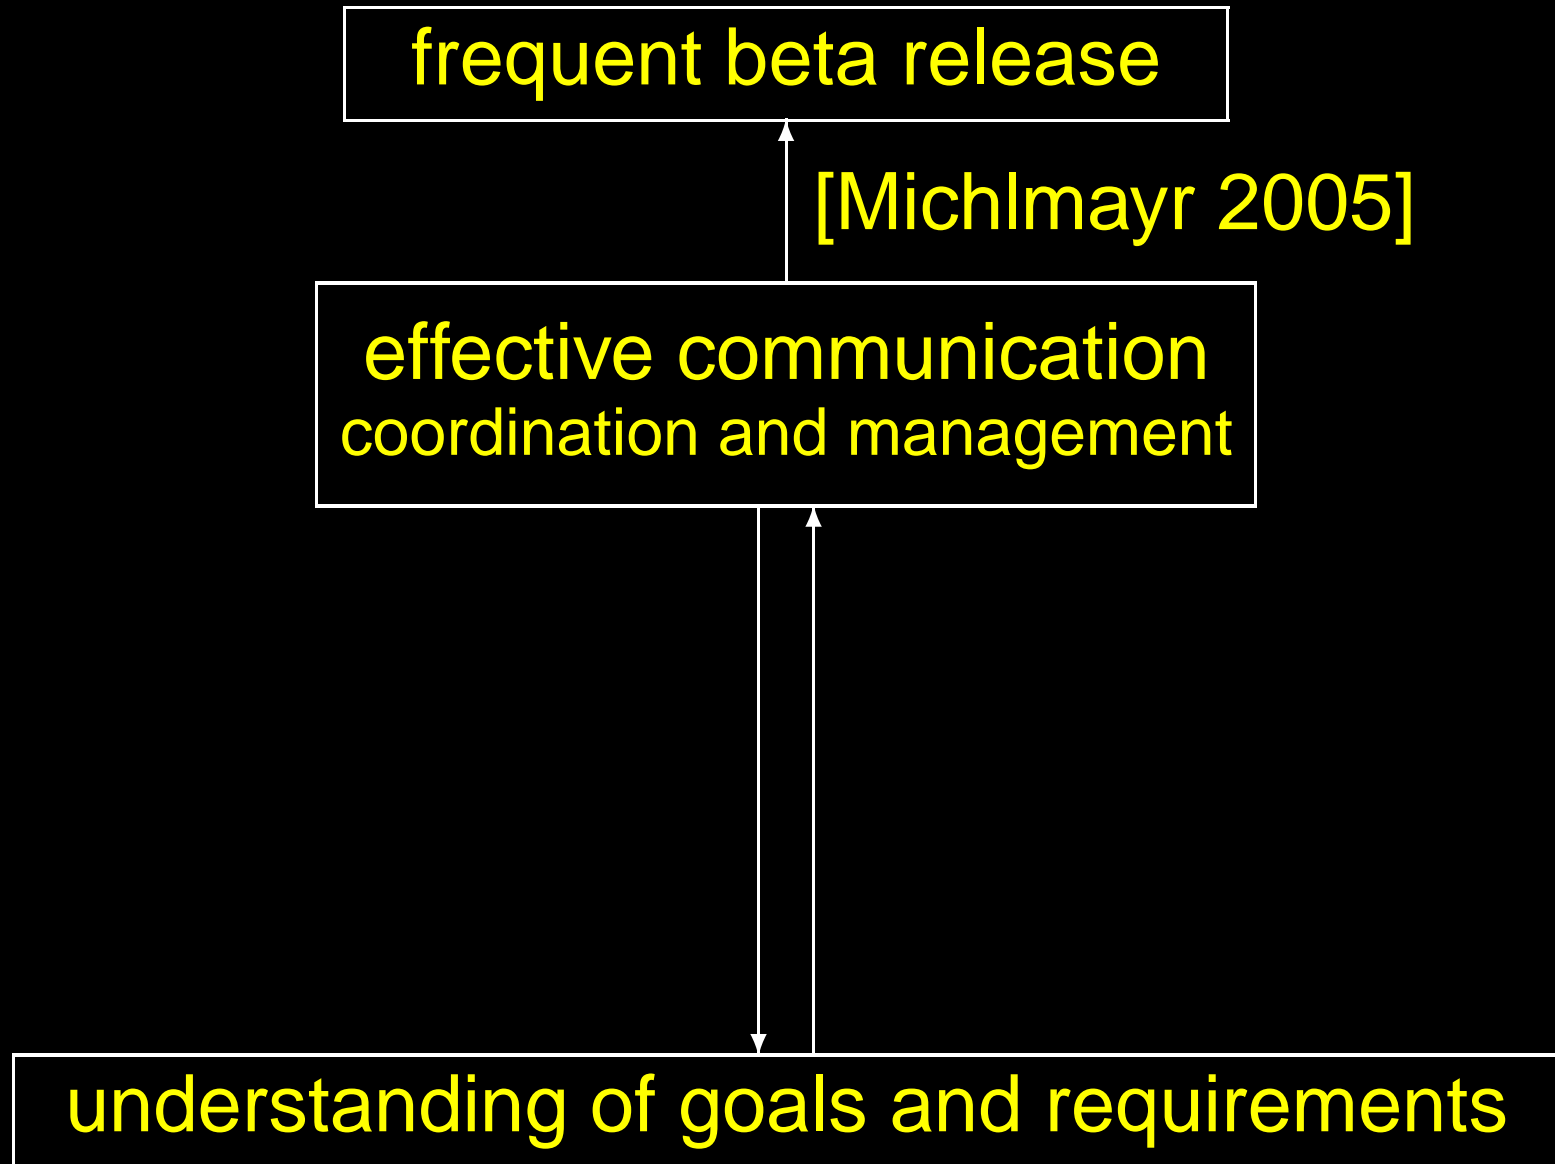 frequent beta release
[Michlmayr 2005]
effective communication
coordination and management
understanding of goals and requirements